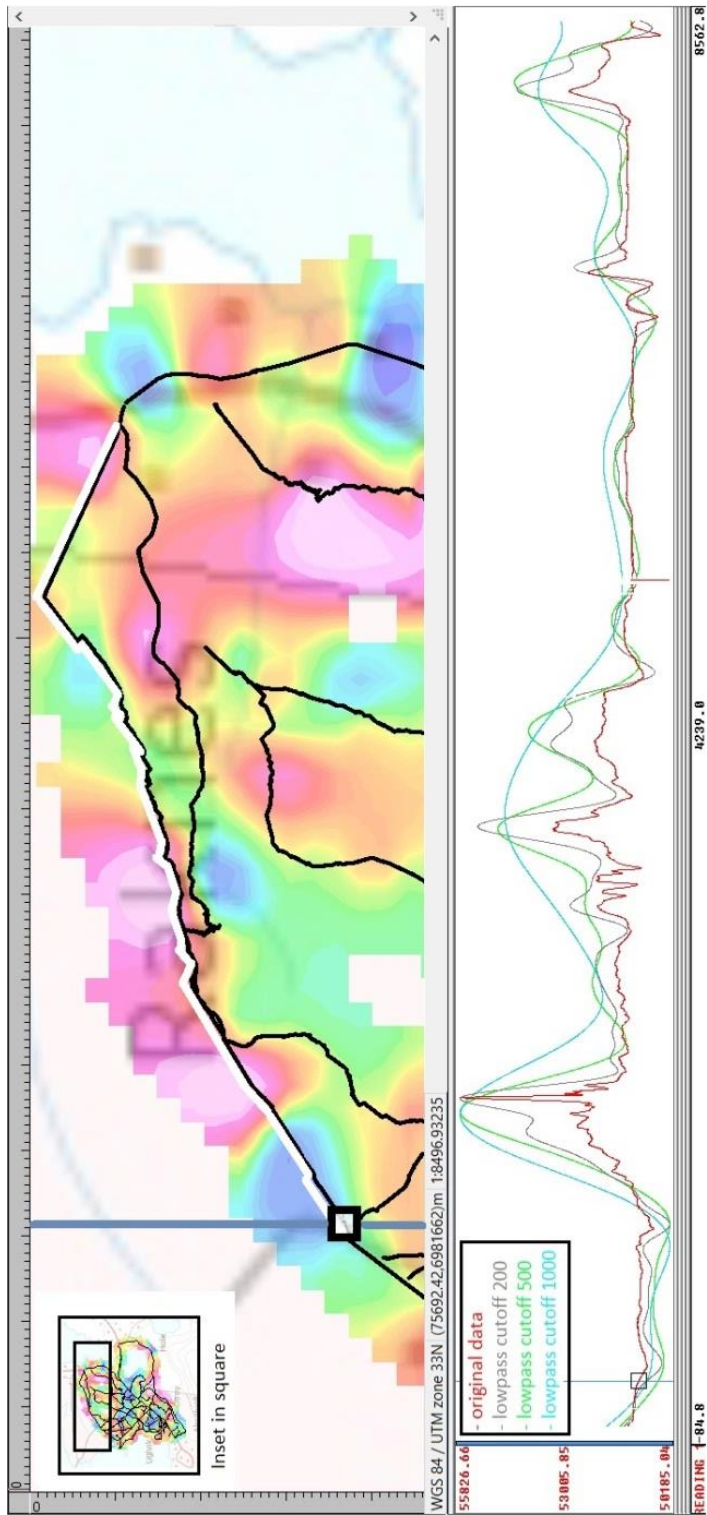 0
0
Inset in square
WGS 84 / UTM zone 33N (75692.42,6981662)m 1:8496.93235
55826.66
53005.85
50185.04
- original data
- lowpass cutoff 200
- lowpass cutoff 500
- lowpass cutoff 1000
READING 1-84.8
4239.0
8562.8